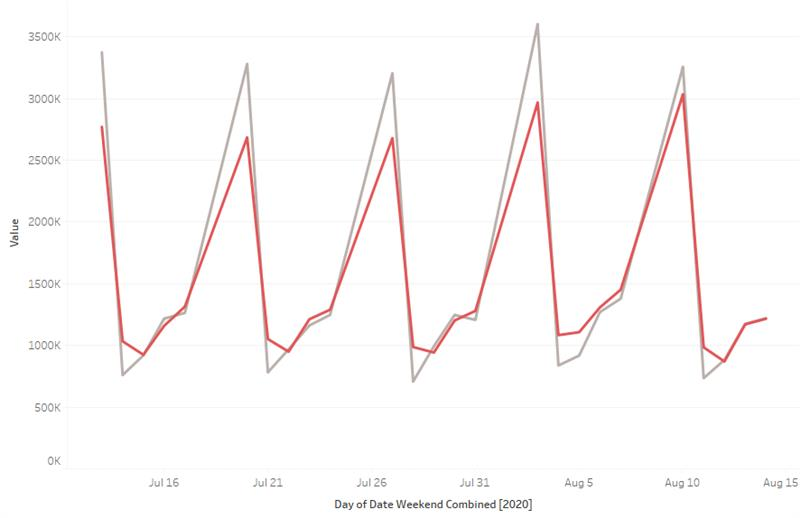 3500K
3000K
2500K
2000K
1500K
1000K
500K
0K
Value
Jul 16 Jul 21 Jul 26 Jul 31 Aug 5 Aug 10 Aug 15
Day of Date Weekend Combined [2020]